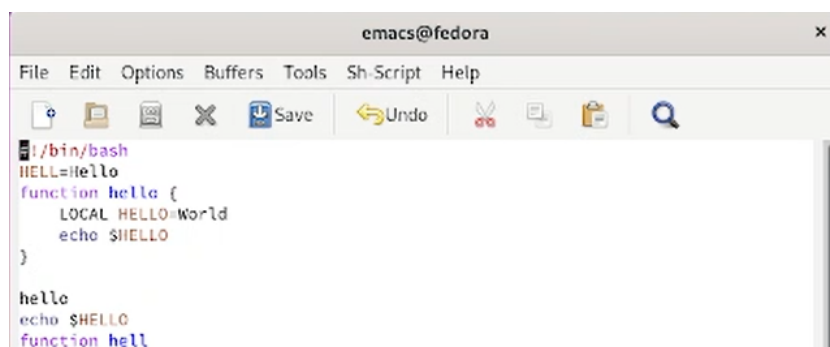 emacs@fedora ×
File Edit Options Buffers Tools Sh-Script Help
Save Undo
#!/bin/bash
HELL=Hello
function hello {
LOCAL HELLO=World
echo $HELLO
}
hello
echo $HELLO
function hell